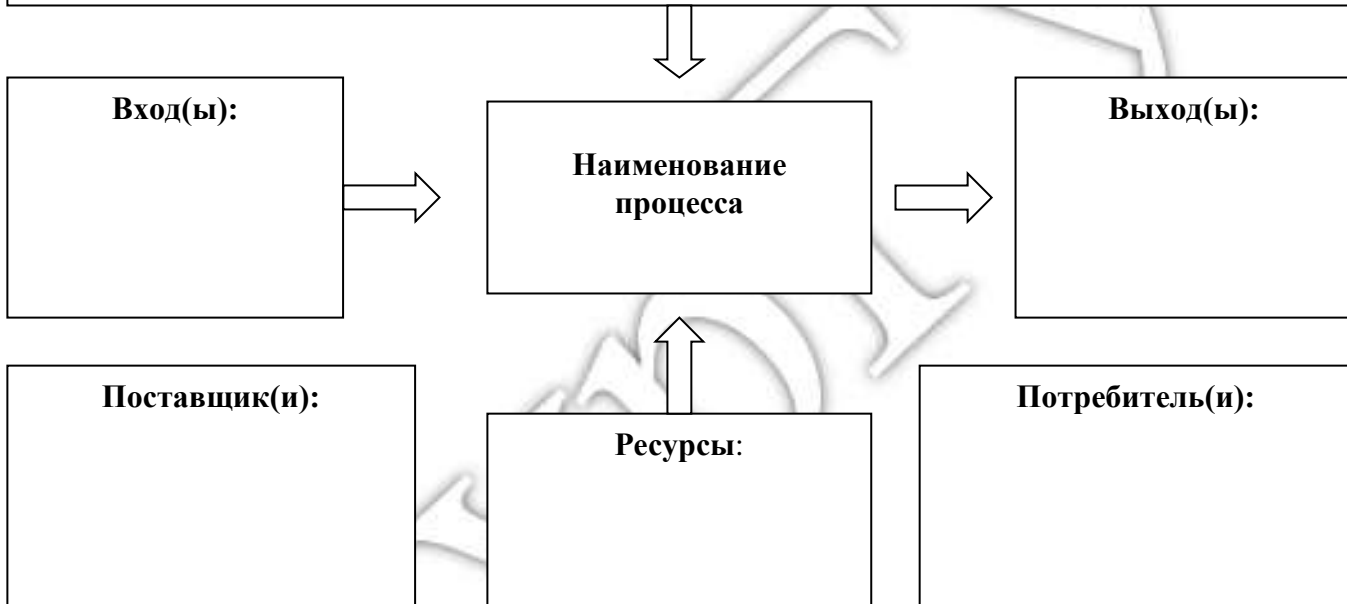 Вход(ы):
Выход(ы):
Наименование
процесса
Поставщик(и):
Потребитель(и):
Ресурсы: